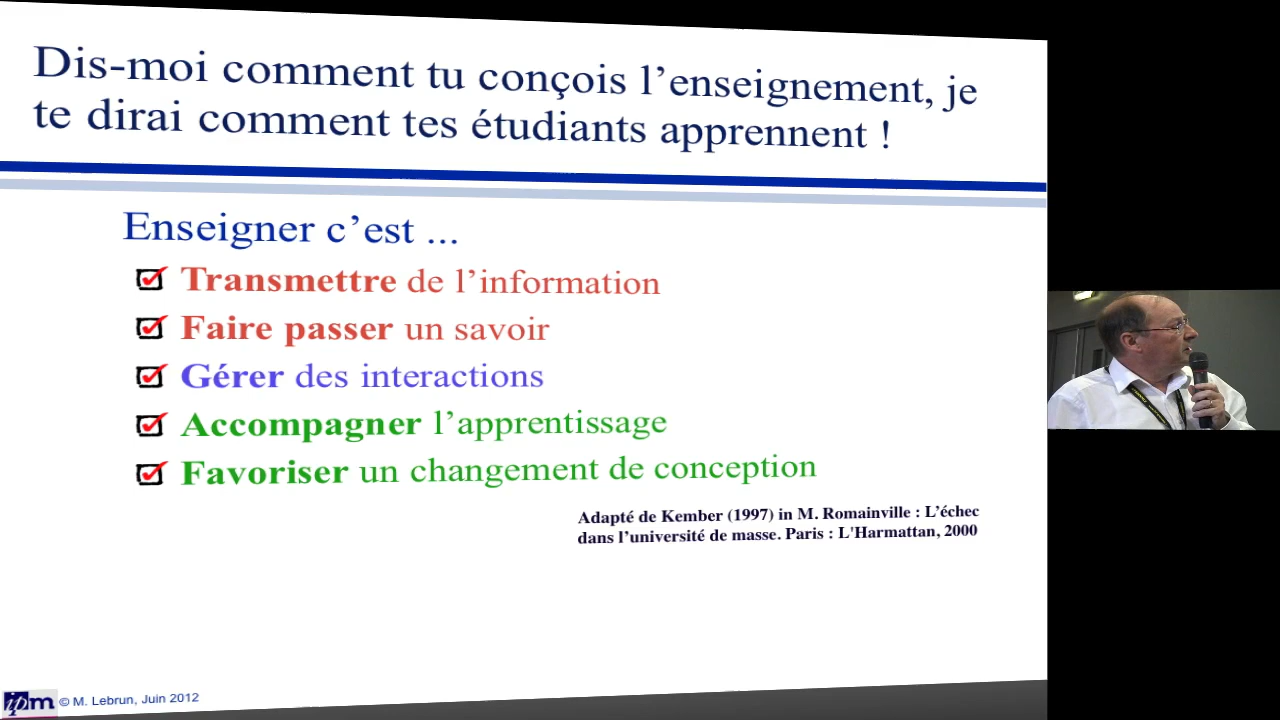 Dis-moi comment tu conçois l’enseignement, je
te dirai comment tes étudiants apprennent !
Enseigner c’est ...
Transmettre de l’information
Faire passer un savoir
Gérer des interactions
Accompagner l’apprentissage
Favoriser un changement de conception
Adapté de Kember (1997) in M. Romainville : L’échec
dans l’université de masse. Paris : L'Harmattan, 2000
ipm © M. Lebrun, Juin 2012